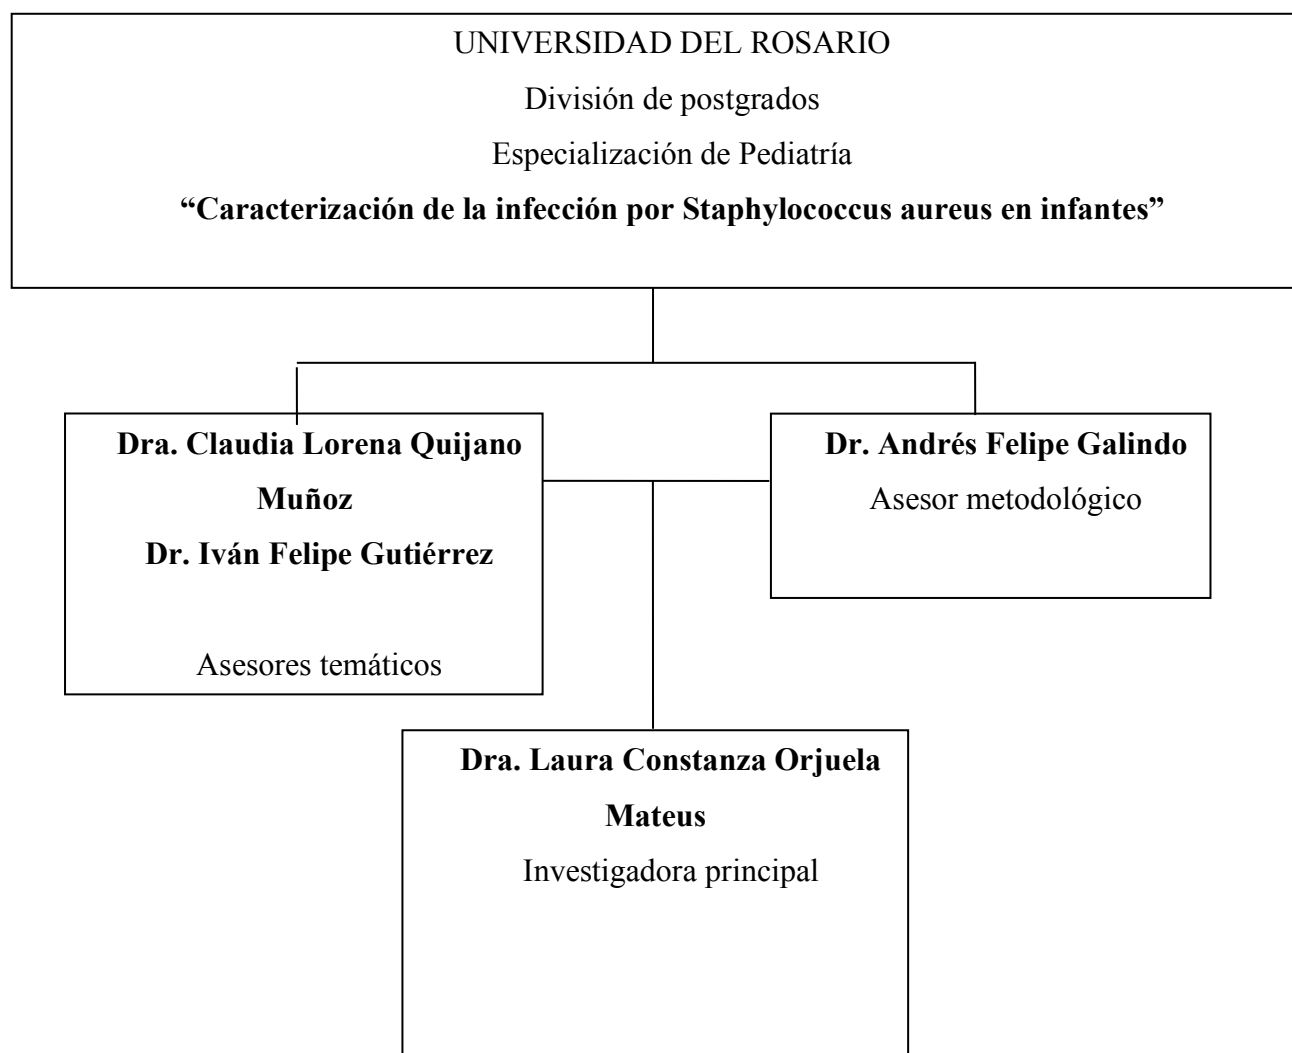 UNIVERSIDAD DEL ROSARIO
División de postgrados
Especialización de Pediatría
“Caracterización de la infección por Staphylococcus aureus en infantes”
Dra. Claudia Lorena Quijano
Muñoz
Dr. Iván Felipe Gutiérrez
Asesores temáticos
Dr. Andrés Felipe Galindo
Asesor metodológico
Dra. Laura Constanza Orjuela
Mateus
Investigadora principal